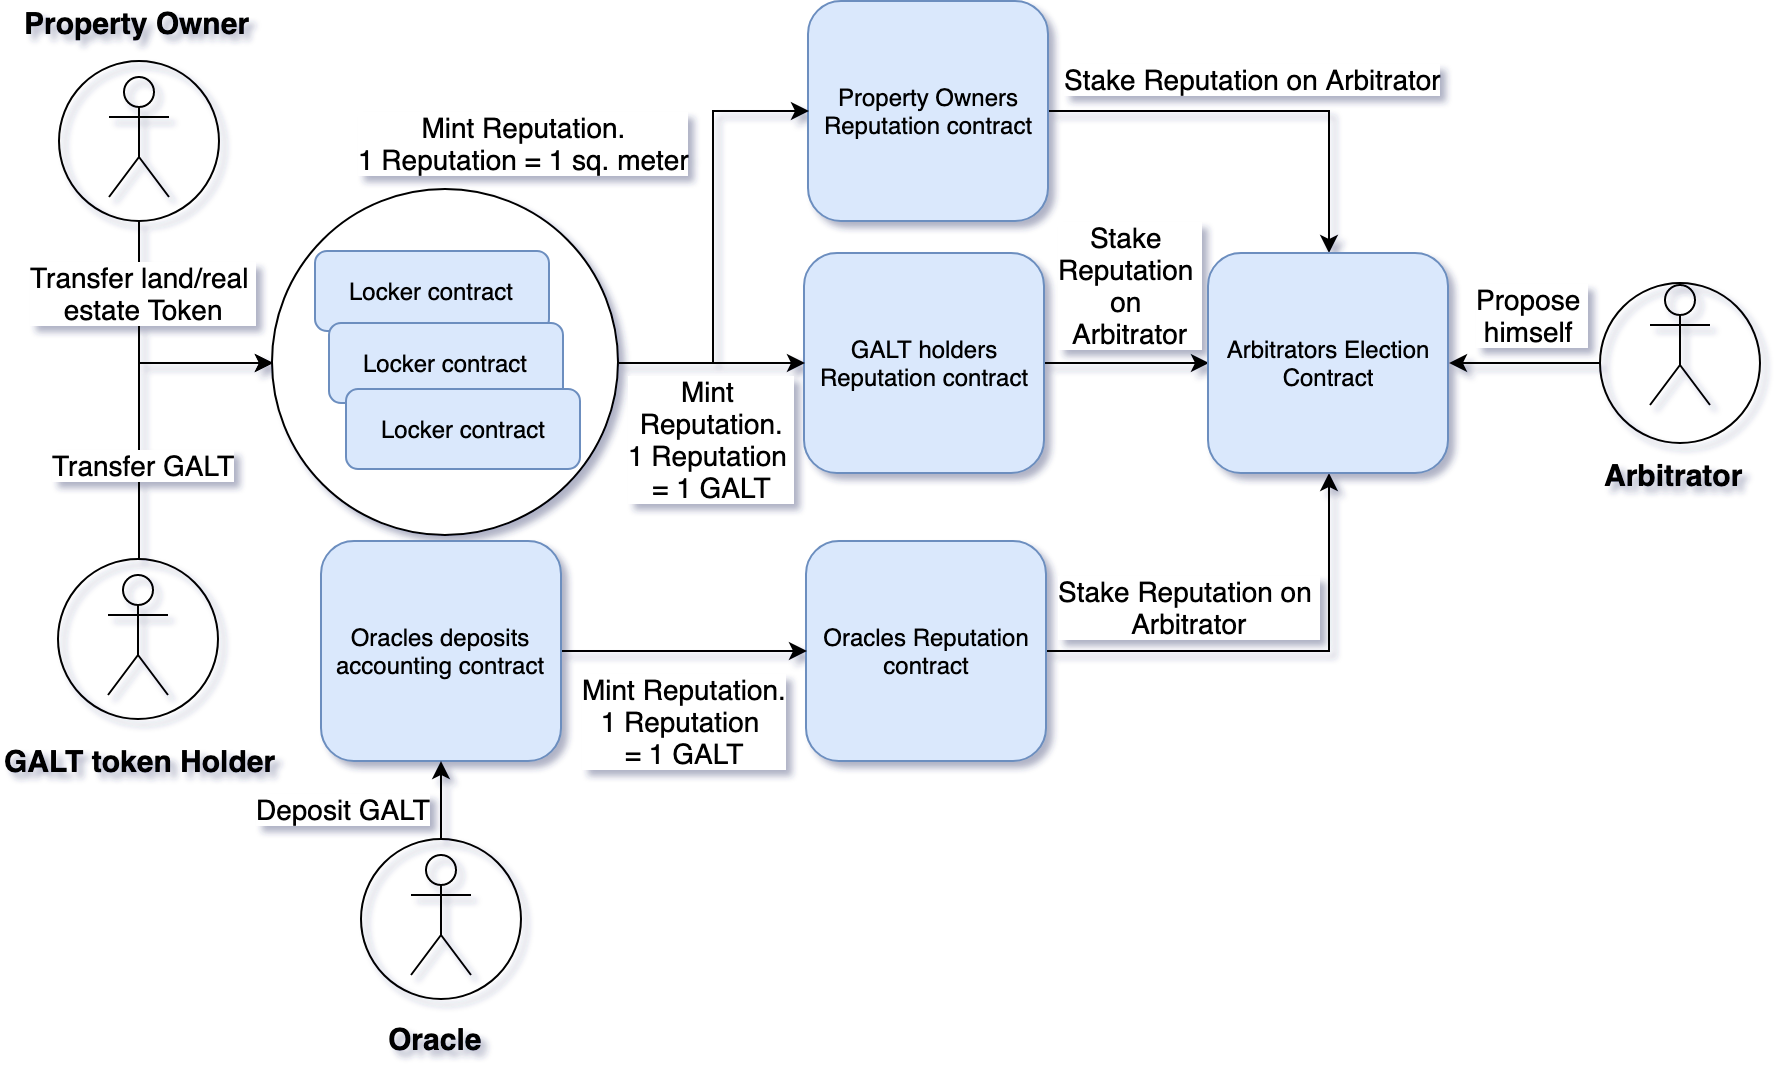 Property Owner
Transfer land/real
estate Token
Transfer GALT
GALT token Holder
Mint Reputation.
1 Reputation = 1 sq. meter
Locker contract
Locker contract
Locker contract
Mint
Reputation.
1 Reputation
= 1 GALT
Property Owners
Reputation contract
Stake Reputation on Arbitrator
GALT holders
Reputation contract
Stake
Reputation
on
Arbitrator
Arbitrators Election
Contract
Propose
himself
Arbitrator
Oracles deposits
accounting contract
Mint Reputation.
1 Reputation
= 1 GALT
Oracles Reputation
contract
Stake Reputation on
Arbitrator
Deposit GALT
Oracle